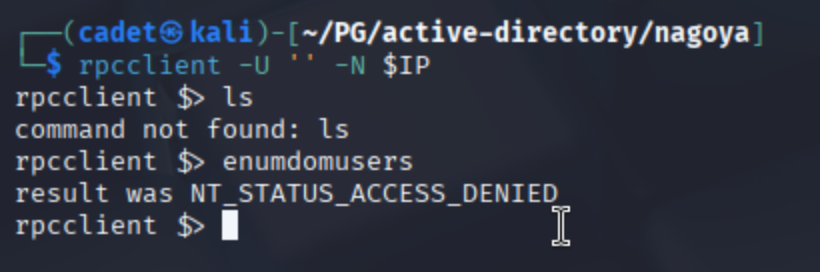 ┌──(cadet㉿kali)-[~/PG/active-directory/nagoya]
└─$ rpcclient -U '' -N $IP
rpcclient $> ls
command not found: ls
rpcclient $> enumdomusers
result was NT_STATUS_ACCESS_DENIED
rpcclient $>